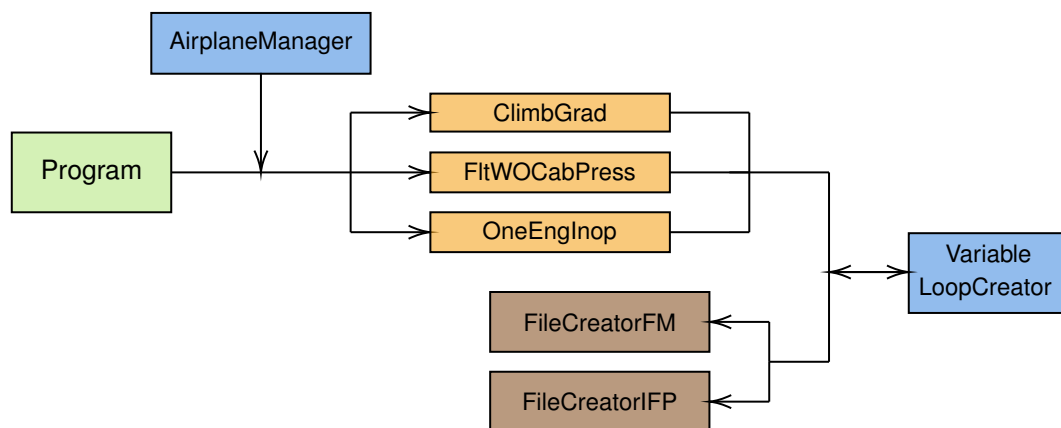 AirplaneManager
Program
ClimbGrad
FltWOCabPress
OneEngInop
Variable
LoopCreator
FileCreatorFM
FileCreatorIFP